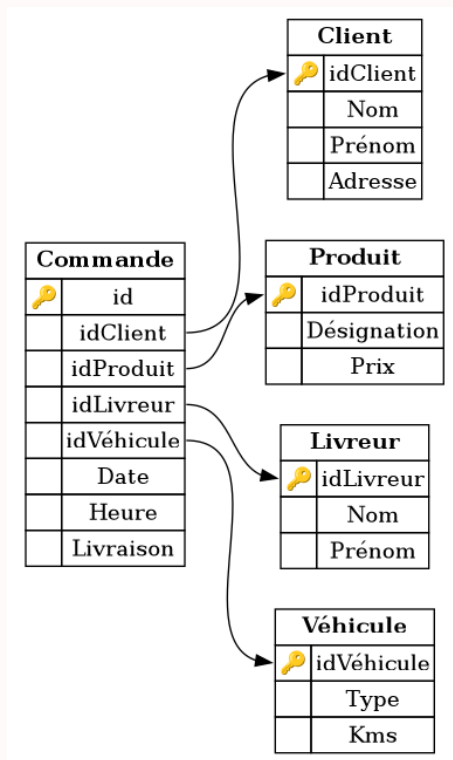 Client
idClient
Nom
Prénom
Adresse
Commande
id
idClient
idProduit
idLivreur
idVéhicule
Date
Heure
Livraison
Produit
idProduit
Désignation
Prix
Livreur
idLivreur
Nom
Prénom
Véhicule
idVéhicule
Type
Kms